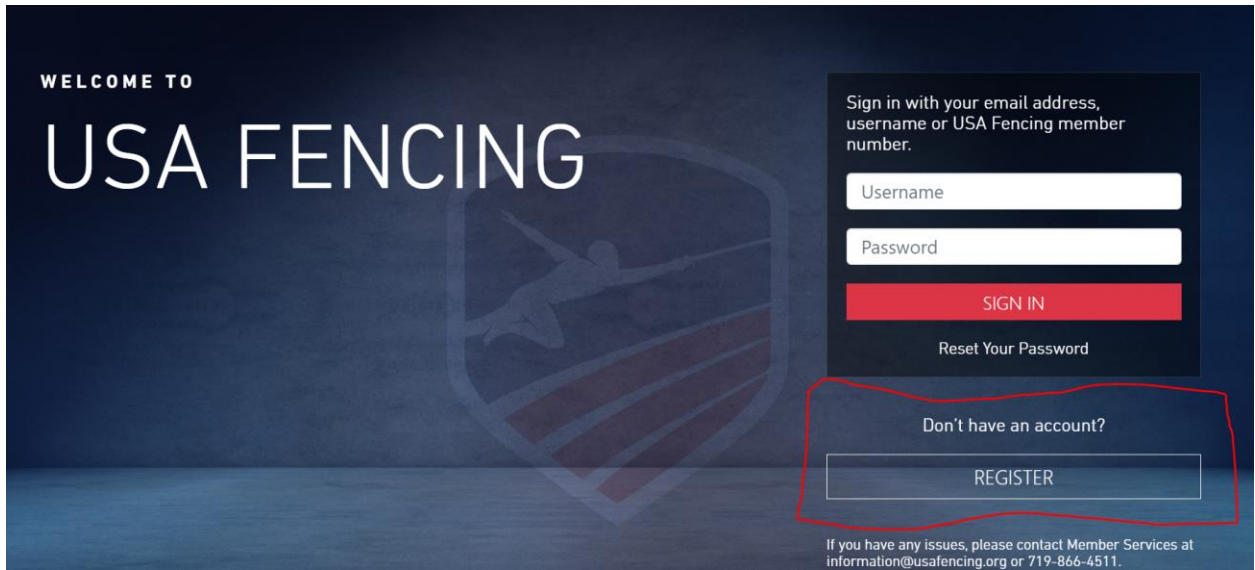 WELCOME TO
USA FENCING
Sign in with your email address,
username or USA Fencing member
number.
Username
Password
SIGN IN
Reset Your Password
Don't have an account?
REGISTER
If you have any issues, please contact Member Services at
information@usafencing.org or 719-866-4511.